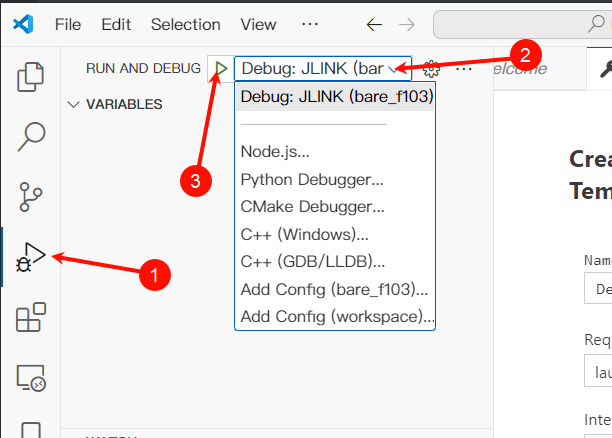 File Edit Selection View ···
RUN AND DEBUG
Debug: JLINK (bar
2
elcome
VARIABLES
Debug: JLINK (bare_f103)
Node.js...
Python Debugger...
CMake Debugger...
C++ (Windows)...
C++ (GDB/LLDB)...
Add Config (bare_f103)...
Add Config (workspace)...
3
1
Crea
Tem
Nam
De
Req
lau
Inte